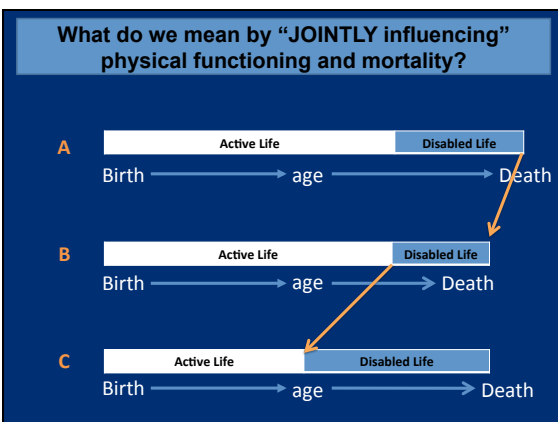 What do we mean by “JOINTLY influencing”
physical functioning and mortality?
A
Active Life Disabled Life
Birth age Death
B
Active Life Disabled Life
Birth age Death
C
Active Life Disabled Life
Birth age Death